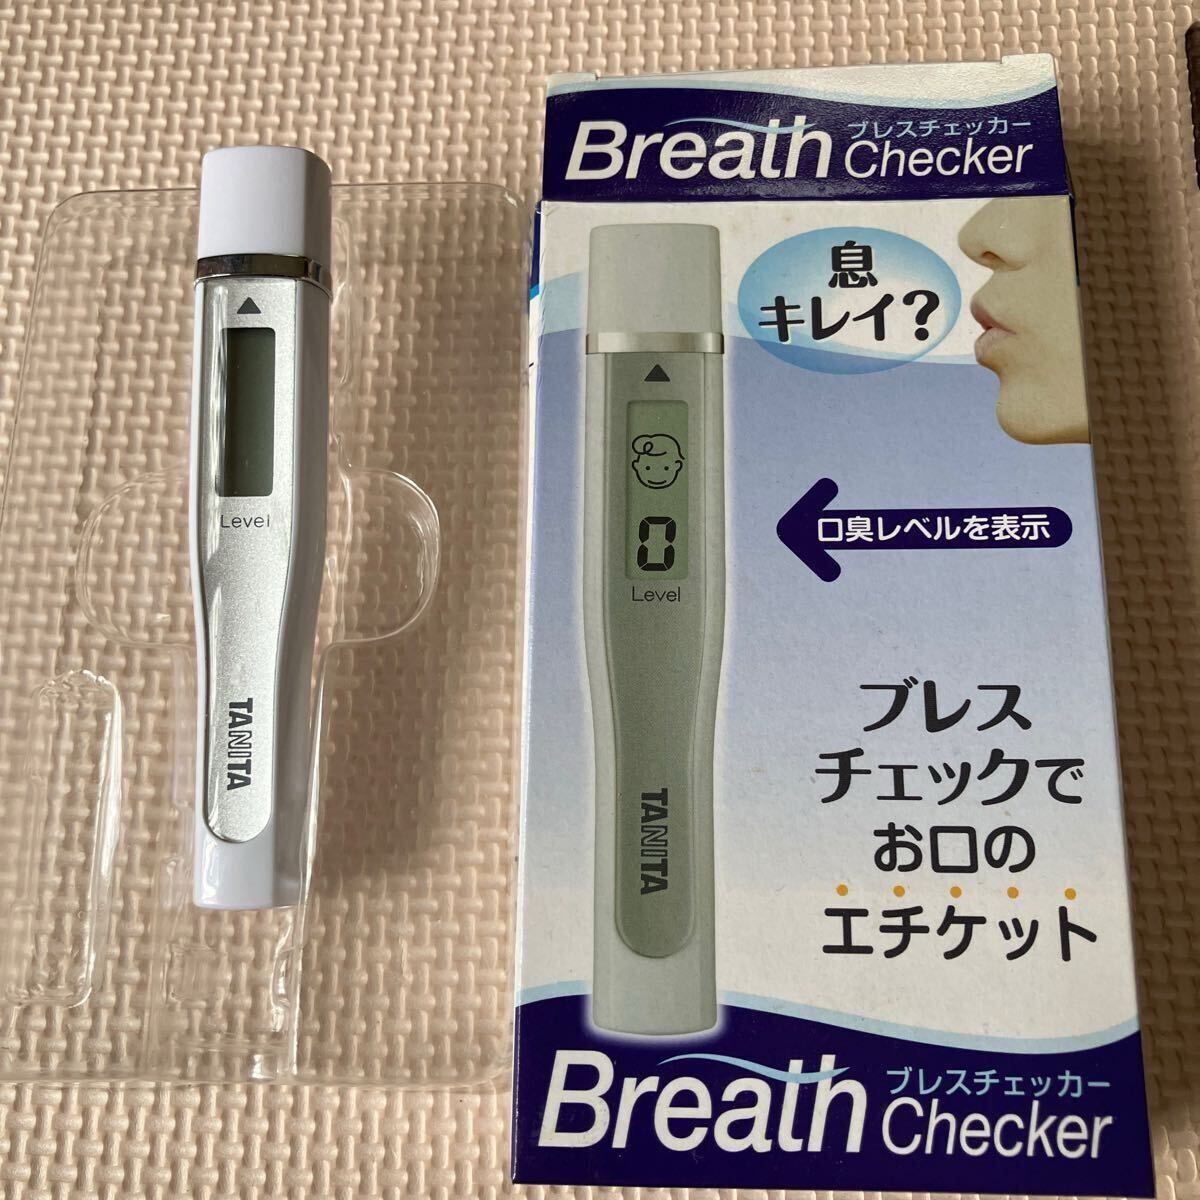 Level
TANITA
Breath
ブレスチェッカー
Checker
息
キレイ?
0
Level
口臭レベルを表示
TANITA
ブレス
チェックで
お口の
エチケット
Breath
ブレスチェッカー
Checker